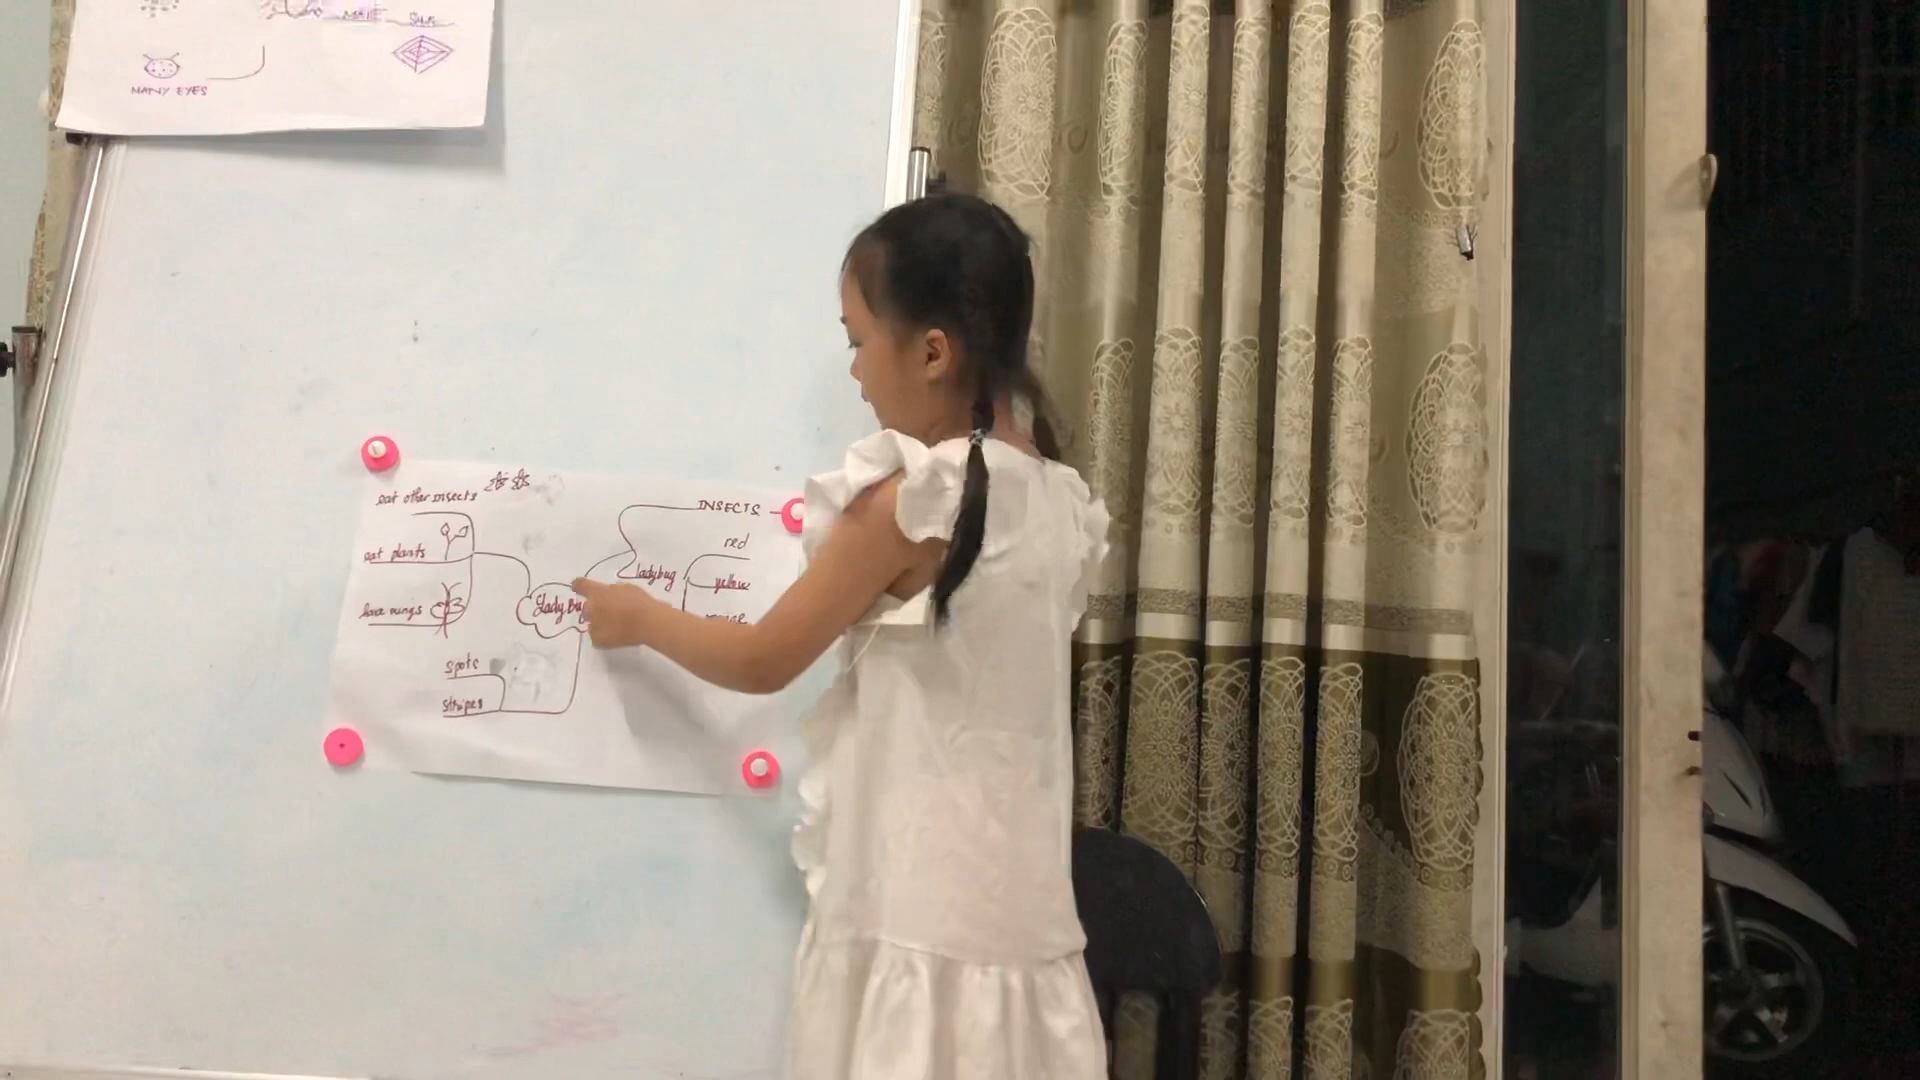 MANY EYES
eat other insects
INSECTS
red
eat plants
ladybug
yellow
Lady Bug
have wings
spots
stripes